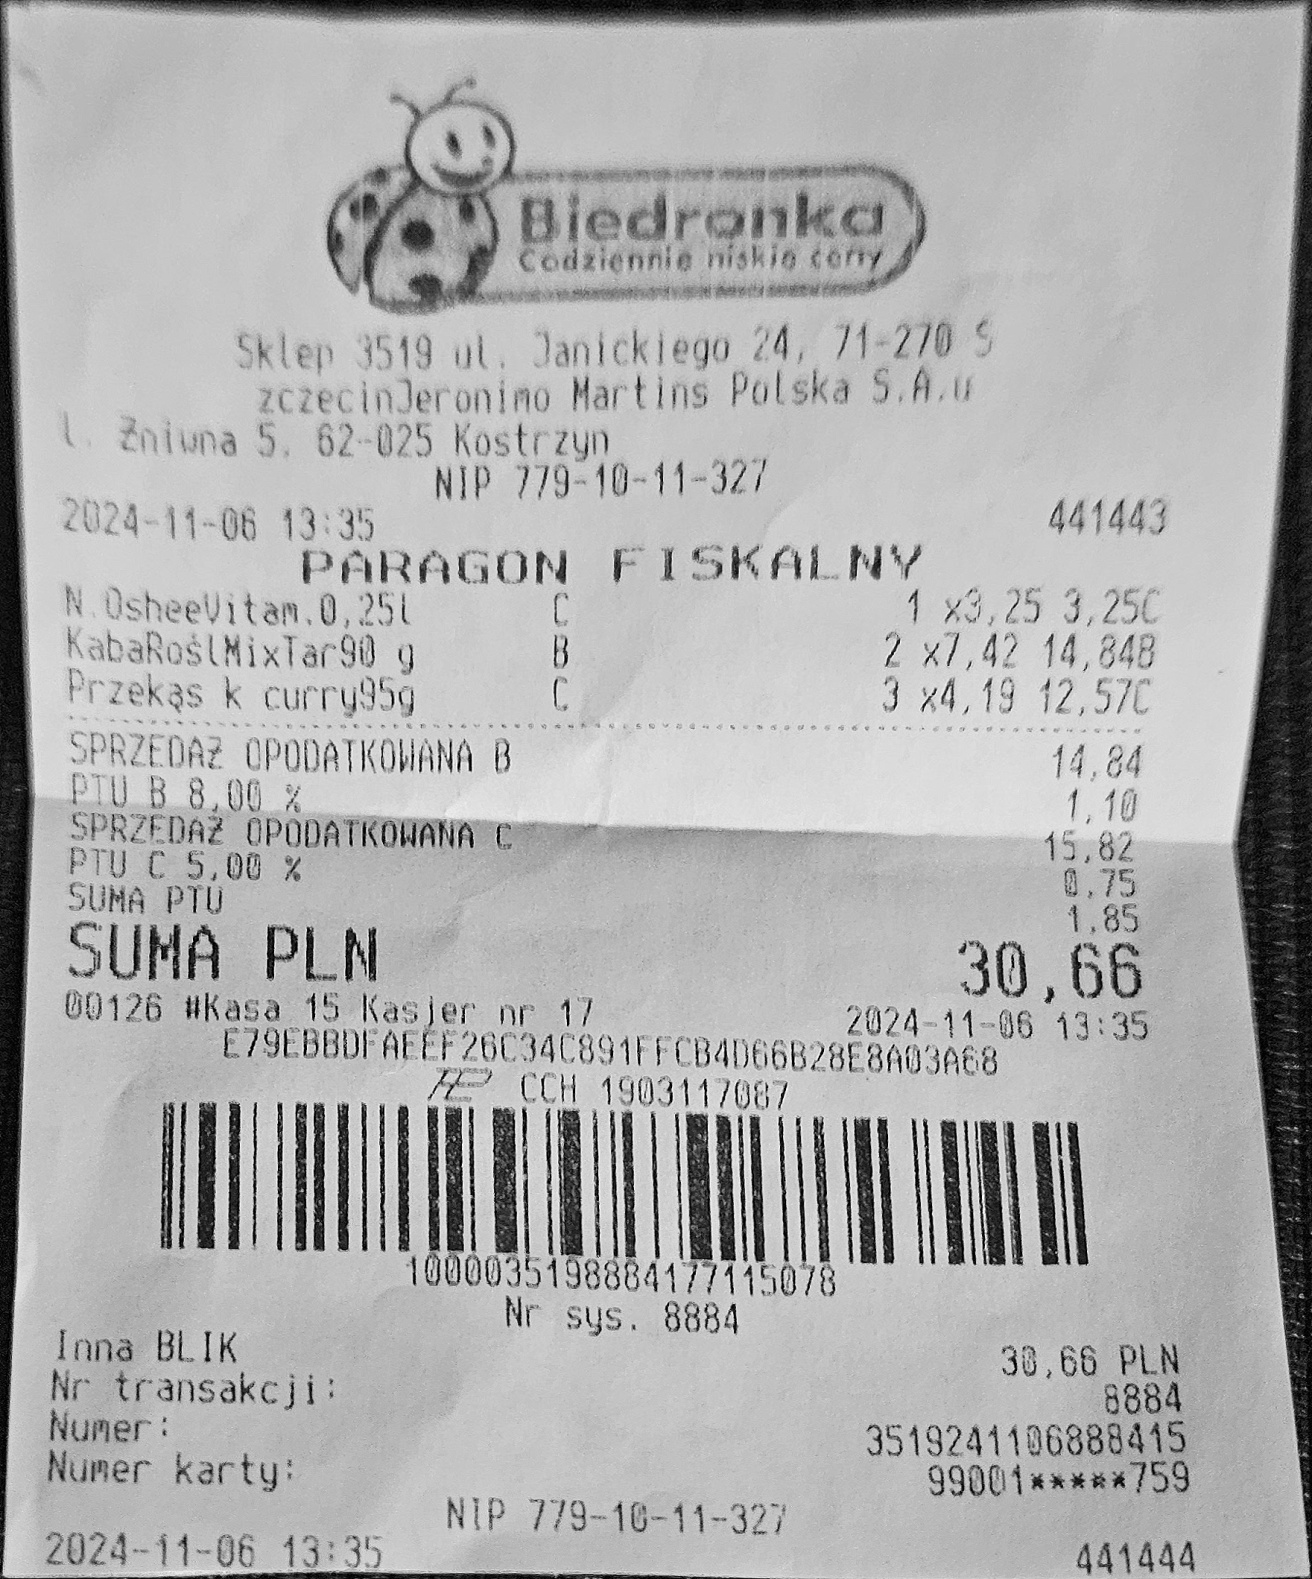 Biedronka
Codziennie niskie ceny
Sklep 3519 ul. Janickiego 24, 71-270 S
zczecinJeronimo Martins Polska S.A.u
l. Żniwna 5, 62-025 Kostrzyn
NIP 779-10-11-327
2024-11-06 13:35 441443
PARAGON FISKALNY
N.OsheeVitam.0,25l C 1 x3,25 3,25C
KabaRoślMixTar90 g B 2 x7,42 14,84B
Przekąs k curry95g C 3 x4,19 12,57C
SPRZEDAŻ OPODATKOWANA B 14,84
PTU B 8,00 % 1,10
SPRZEDAŻ OPODATKOWANA C 15,82
PTU C 5,00 % 0,75
SUMA PTU 1,85
SUMA PLN 30,66
00126 #Kasa 15 Kasjer nr 17 2024-11-06 13:35
E79EBBDFAEEF26C34C891FFCB4D66B28E8A03A68
CCH 1903117087
1000035198884177115078
Nr sys. 8884
Inna BLIK 30,66 PLN
Nr transakcji: 8884
Numer: 3519241106888415
Numer karty: 99001*****759
NIP 779-10-11-327
2024-11-06 13:35 441444